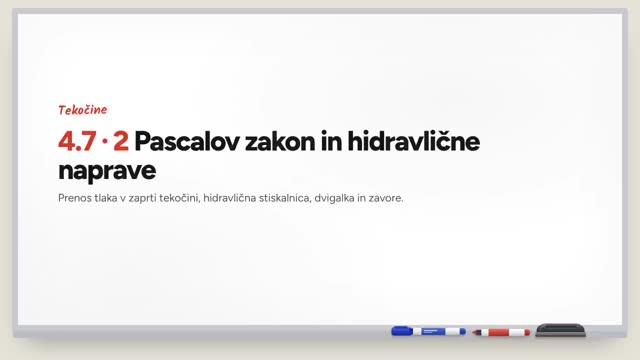 Tekočine
4.7 · 2 Pascalov zakon in hidravlične
naprave
Prenos tlaka v zaprti tekočini, hidravlična stiskalnica, dvigalka in zavore.